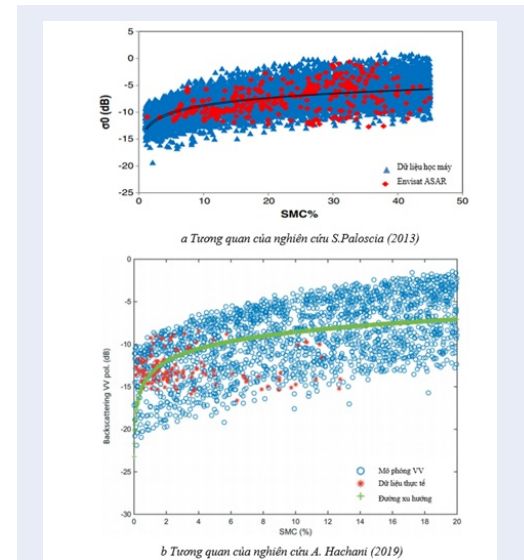 5
0
-5
-10
-15
-20
-25
σ0 (dB)
0 10 20 30 40 50
SMC%
Dữ liệu học máy
Envisat ASAR
a Tương quan của nghiên cứu S.Paloscia (2013)
0
-5
-10
-15
-20
-25
-30
Backscattering VV pol. (dB)
0 2 4 6 8 10 12 14 16 18 20
SMC (%)
Mô phỏng VV
Dữ liệu thực tế
Đường xu hướng
b Tương quan của nghiên cứu A. Hachani (2019)